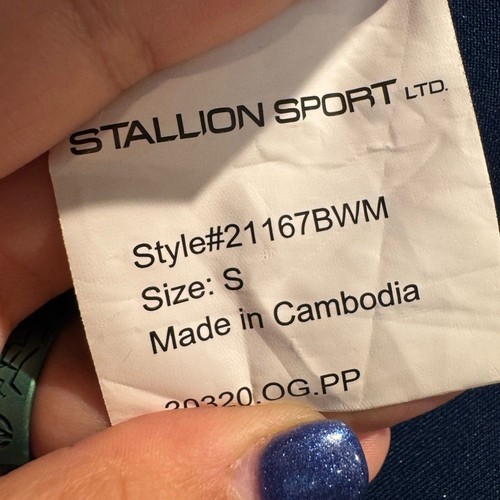 STALLION SPORT LTD.
Style#21167BWM
Size: S
Made in Cambodia
20320.OG.PP